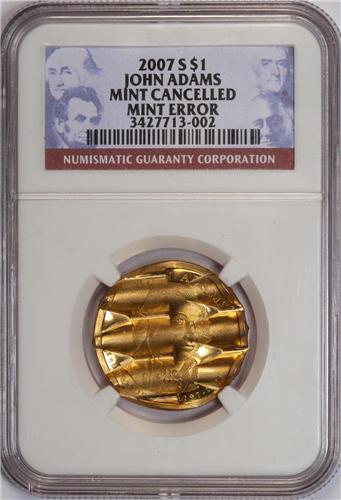 2007 S $1
JOHN ADAMS
MINT CANCELLED
MINT ERROR
3427713-002
NUMISMATIC GUARANTY CORPORATION